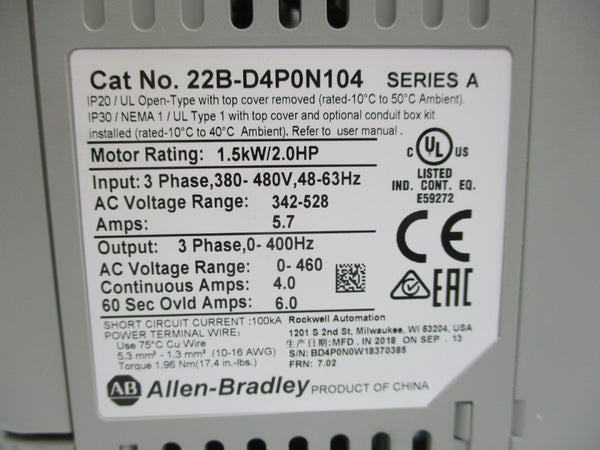 Cat No. 22B-D4P0N104 SERIES A
IP20 / UL Open-Type with top cover removed (rated-10°C to 50°C Ambient).
IP30 / NEMA 1 / UL Type 1 with top cover and optional conduit box kit
installed (rated-10°C to 40°C Ambient). Refer to user manual .
Motor Rating: 1.5kW/2.0HP
Input: 3 Phase,380- 480V,48-63Hz
AC Voltage Range: 342-528
Amps: 5.7
Output: 3 Phase,0- 400Hz
AC Voltage Range: 0- 460
Continuous Amps: 4.0
60 Sec Ovld Amps: 6.0
C UL US
LISTED
IND. CONT. EQ.
E59272
CE
EAC
SHORT CIRCUIT CURRENT :100kA
POWER TERMINAL WIRE:
Use 75°C Cu Wire
5.3 mm² - 1.3 mm² (10-16 AWG)
Torque 1.96 Nm(17.4 in.-lbs.)
Rockwell Automation
1201 S 2nd St, Milwaukee, WI 53204, USA
生产日期:MFD. IN 2018 ON SEP . 13
S/N: BD4P0N0W18370385
FRN: 7.02
AB Allen-Bradley PRODUCT OF CHINA